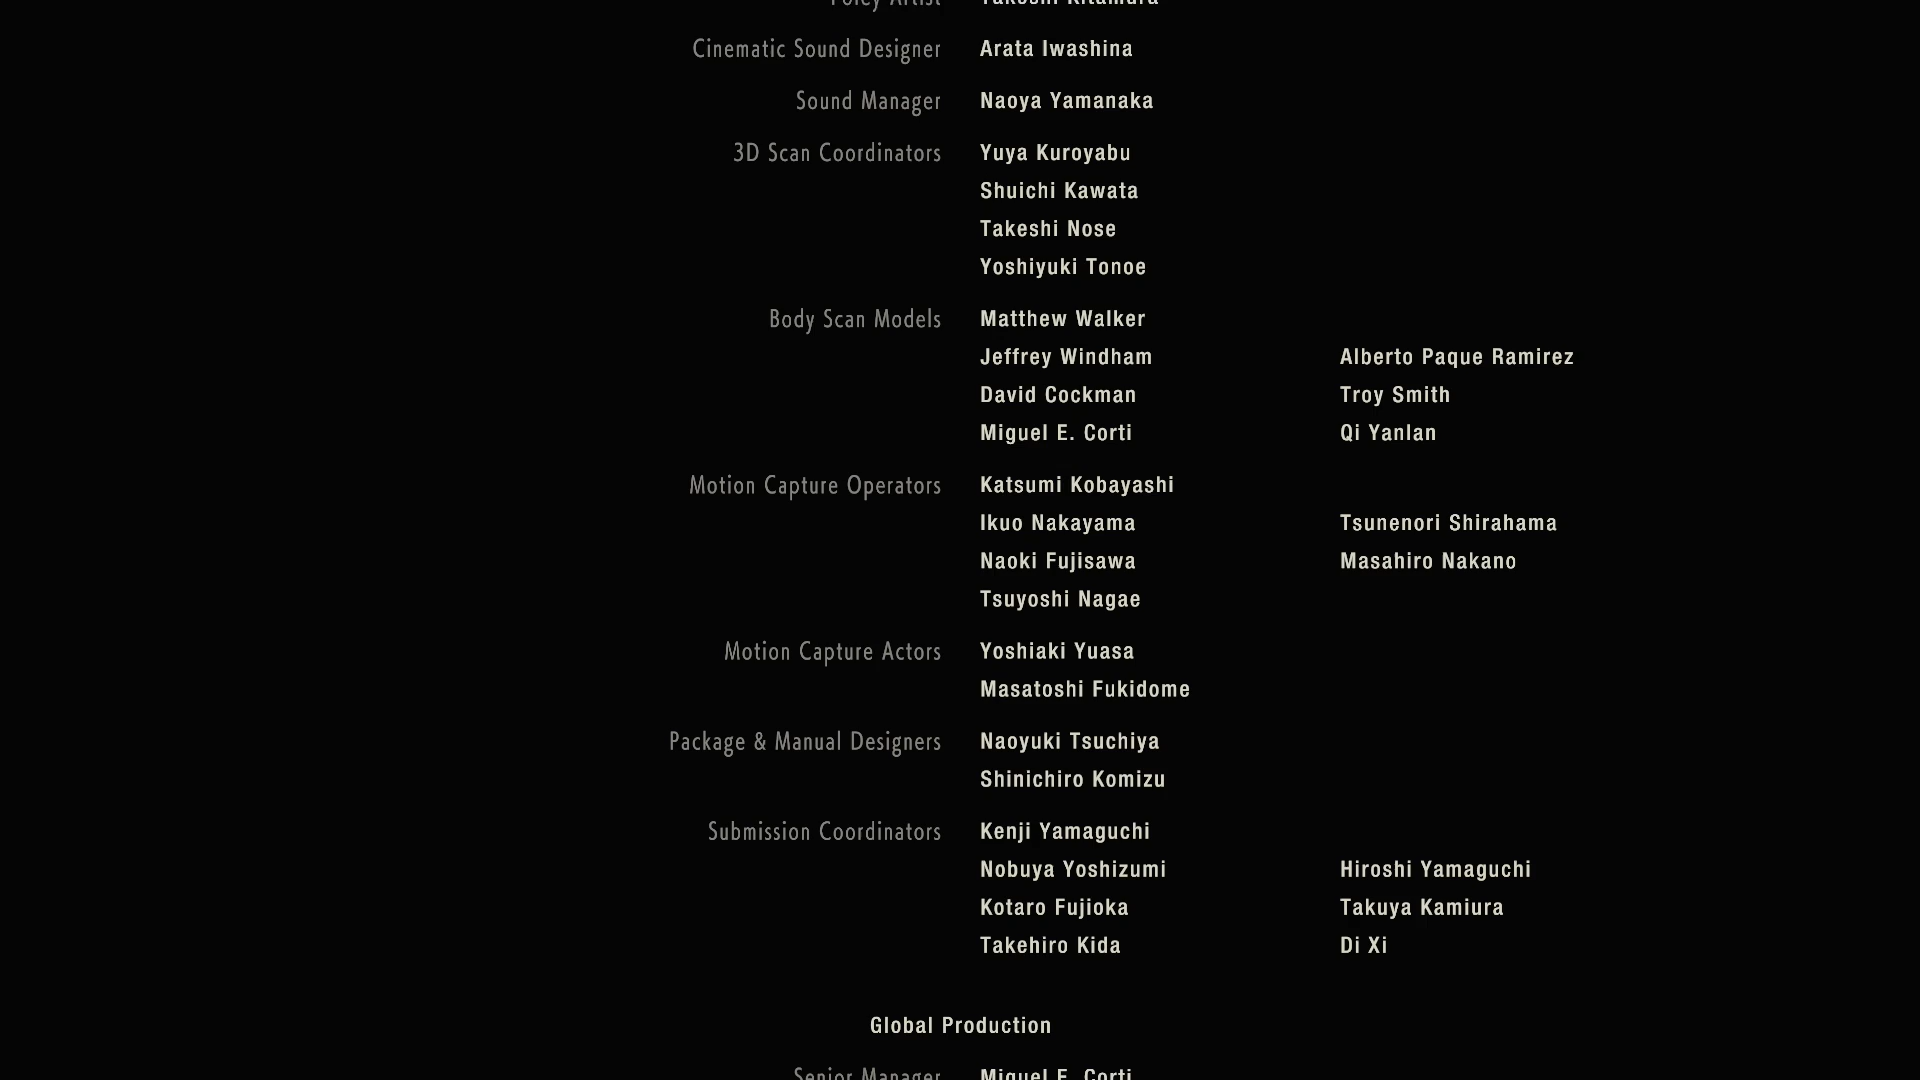 Foley Artist Takeshi Kitamura
Cinematic Sound Designer Arata Iwashina
Sound Manager Naoya Yamanaka
3D Scan Coordinators Yuya Kuroyabu
Shuichi Kawata
Takeshi Nose
Yoshiyuki Tonoe
Body Scan Models Matthew Walker
Jeffrey Windham Alberto Paque Ramirez
David Cockman Troy Smith
Miguel E. Corti Qi Yanlan
Motion Capture Operators Katsumi Kobayashi
Ikuo Nakayama Tsunenori Shirahama
Naoki Fujisawa Masahiro Nakano
Tsuyoshi Nagae
Motion Capture Actors Yoshiaki Yuasa
Masatoshi Fukidome
Package & Manual Designers Naoyuki Tsuchiya
Shinichiro Komizu
Submission Coordinators Kenji Yamaguchi
Nobuya Yoshizumi Hiroshi Yamaguchi
Kotaro Fujioka Takuya Kamiura
Takehiro Kida Di Xi
Global Production
Senior Manager Miguel E. Corti